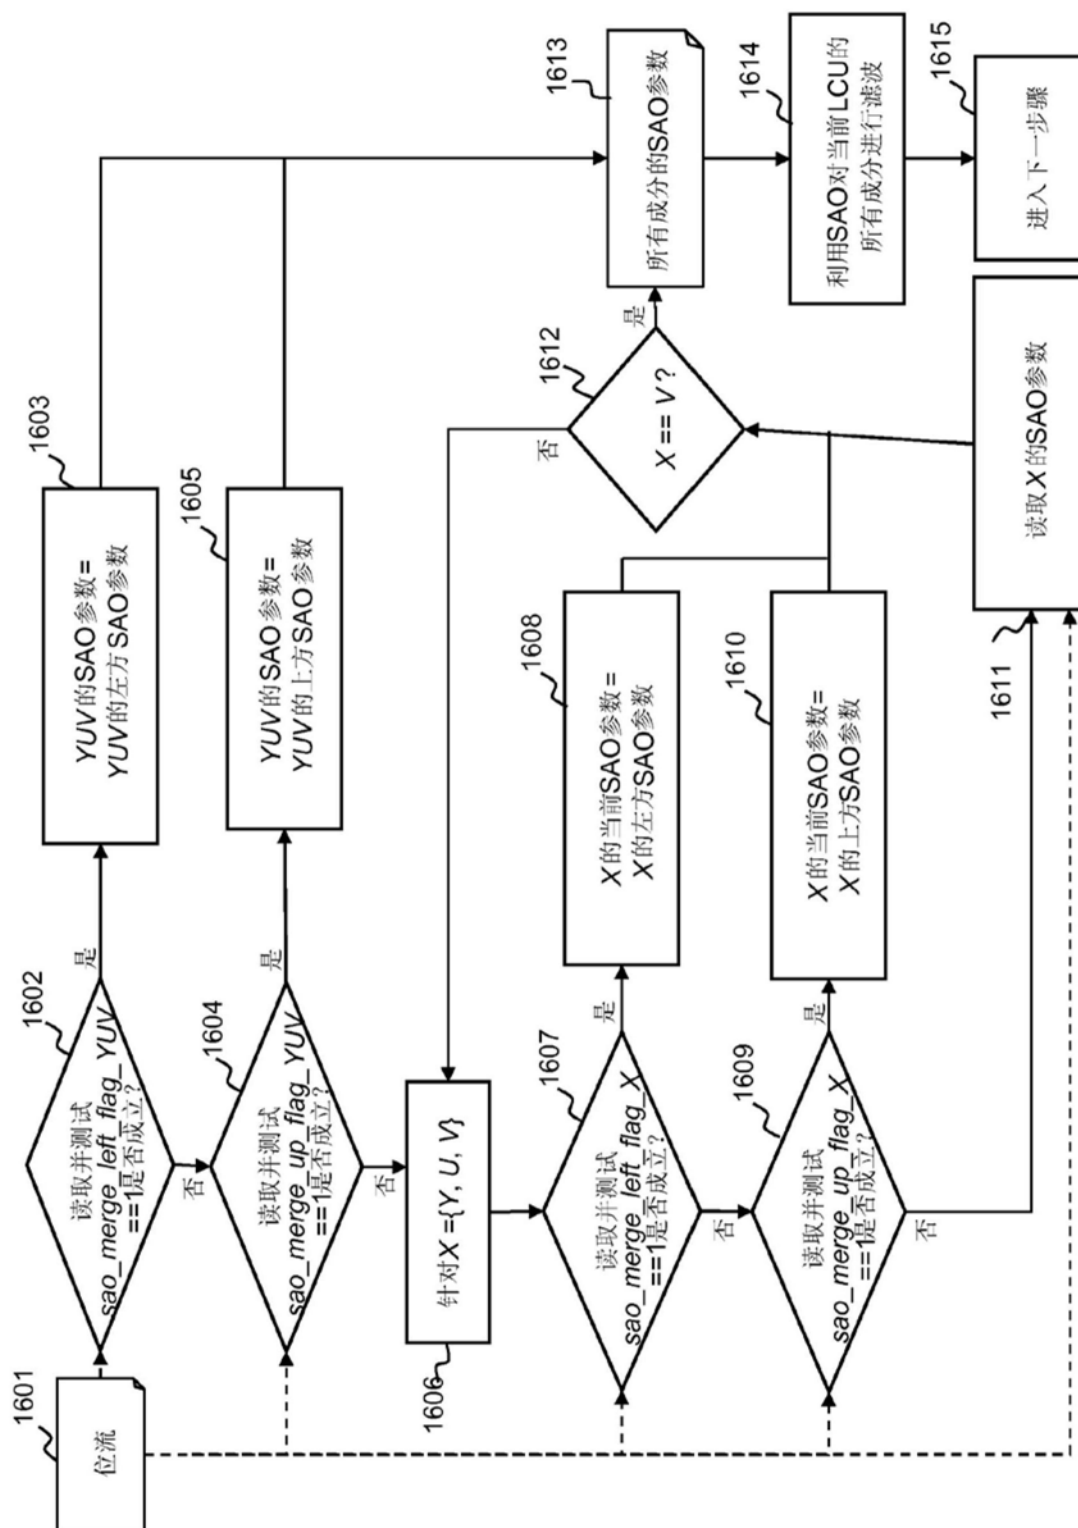 1601
位流
1602
读取并测试
sao_merge_left_flag_YUV
==1是否成立?
是
否
1603
YUV的SAO参数=
YUV的左方SAO参数
1604
读取并测试
sao_merge_up_flag_YUV
==1是否成立?
是
否
1605
YUV的SAO参数=
YUV的上方SAO参数
1606
针对X={Y, U, V}
1607
读取并测试
sao_merge_left_flag_X
==1是否成立?
是
否
1608
X的当前SAO参数=
X的左方SAO参数
1609
读取并测试
sao_merge_up_flag_X
==1是否成立?
是
否
1610
X的当前SAO参数=
X的上方SAO参数
1611
读取X的SAO参数
1612
X == V?
否
是
1613
所有成分的SAO参数
1614
利用SAO对当前LCU的
所有成分进行滤波
1615
进入下一步骤